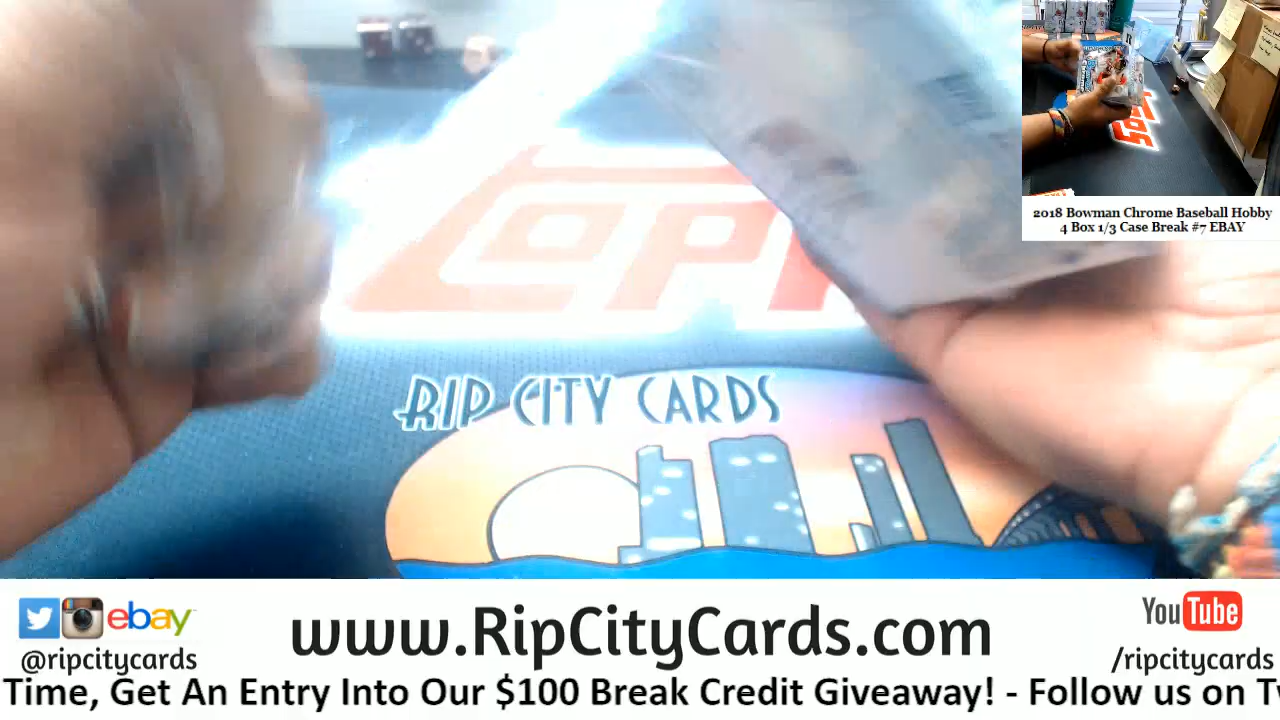 2018 Bowman Chrome Baseball Hobby
4 Box 1/3 Case Break #7 EBAY
RIP CITY CARDS
ebay
@ripcitycards
www.RipCityCards.com
YouTube
/ripcitycards
Time, Get An Entry Into Our $100 Break Credit Giveaway! - Follow us on Tw